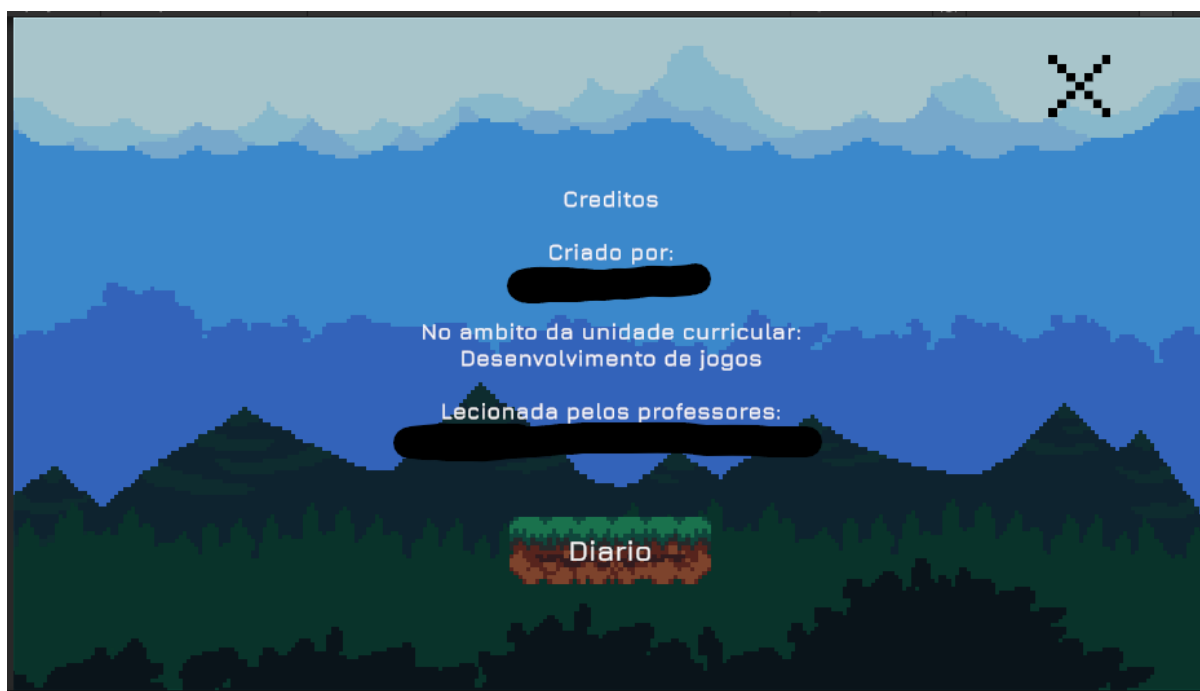 Creditos
Criado por:
No ambito da unidade curricular:
Desenvolvimento de jogos
Lecionada pelos professores:
Diario